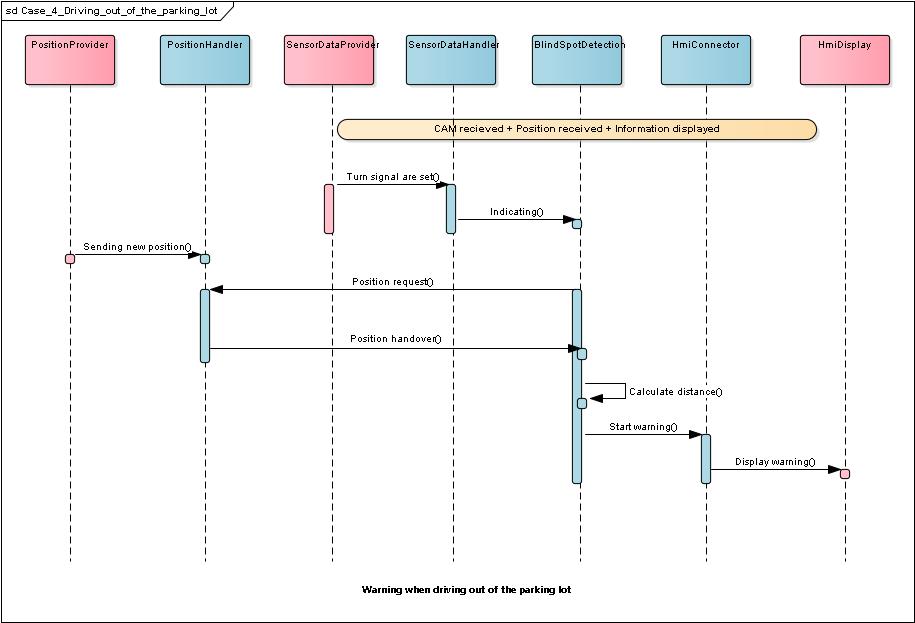 sd Case_4_Driving_out_of_the_parking_lot
PositionProvider
PositionHandler
SensorDataProvider
SensorDataHandler
BlindSpotDetection
HmiConnector
HmiDisplay
CAM recieved + Position received + Information displayed
Turn signal are set()
Indicating()
Sending new position()
Position request()
Position handover()
Calculate distance()
Start warning()
Display warning()
Warning when driving out of the parking lot